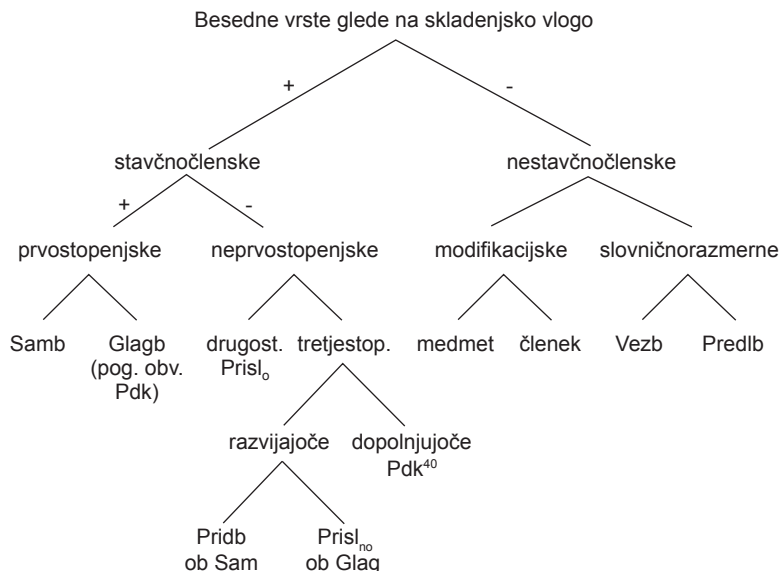 Besedne vrste glede na skladenjsko vlogo
+ -
stavčnočlenske nestavčnočlenske
+ -
prvostopenjske neprvostopenjske modifikacijske slovničnorazmerne
Samb Glagb drugost. tretjestop. medmet členek Vezb Predlb
(pog. obv. Prislo
Pdk)
razvijajoče dopolnjujoče
Pdk40
Pridb Prislno
ob Sam ob Glag